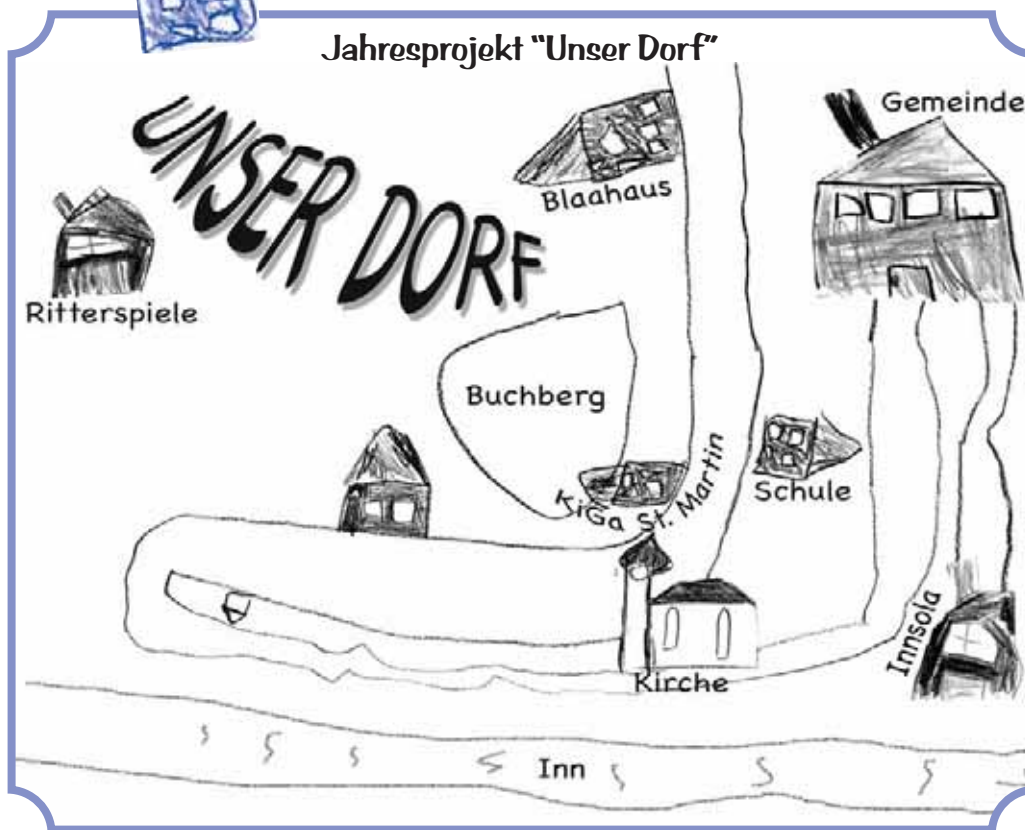 Jahresprojekt “Unser Dorf”
UNSER DORF
Gemeinde
Blaahaus
Ritterspiele
Buchberg
KiGa St. Martin
Schule
Innsola
Kirche
Inn